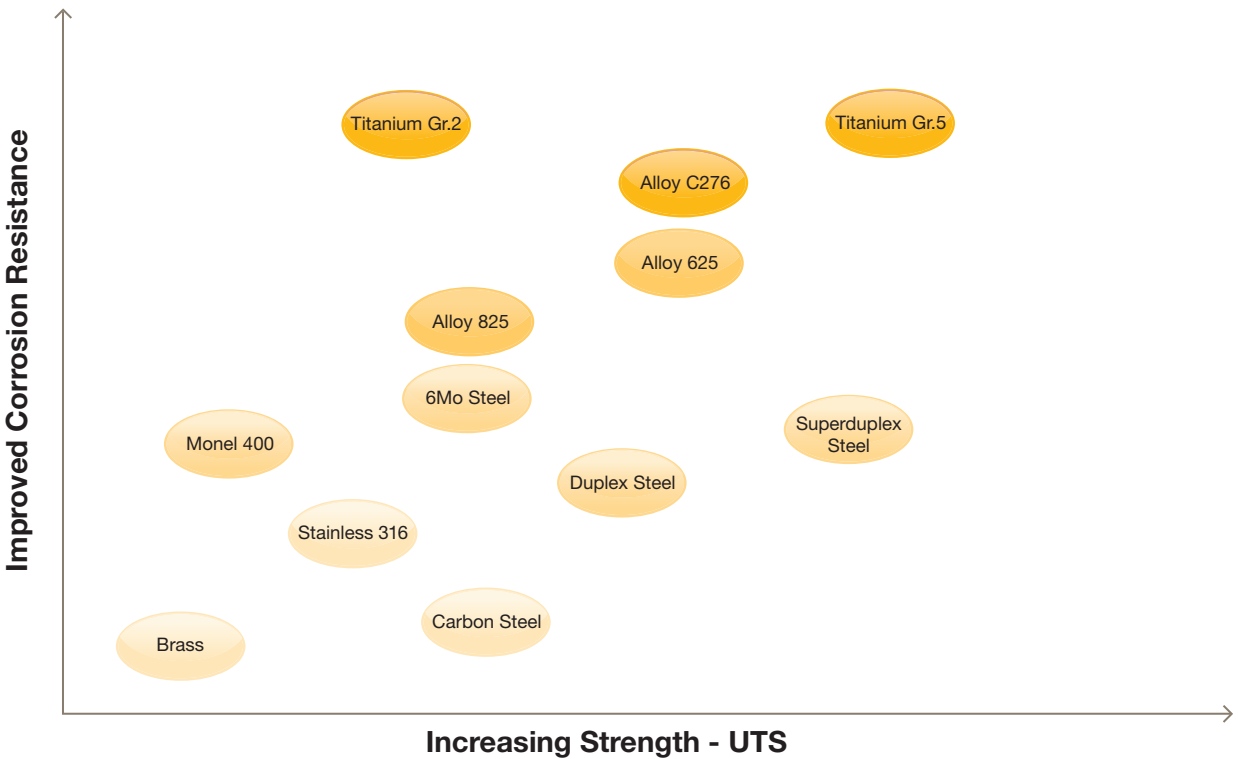 Improved Corrosion Resistance
Titanium Gr.2
Titanium Gr.5
Alloy C276
Alloy 625
Alloy 825
6Mo Steel
Monel 400
Superduplex
Steel
Duplex Steel
Stainless 316
Carbon Steel
Brass
Increasing Strength - UTS